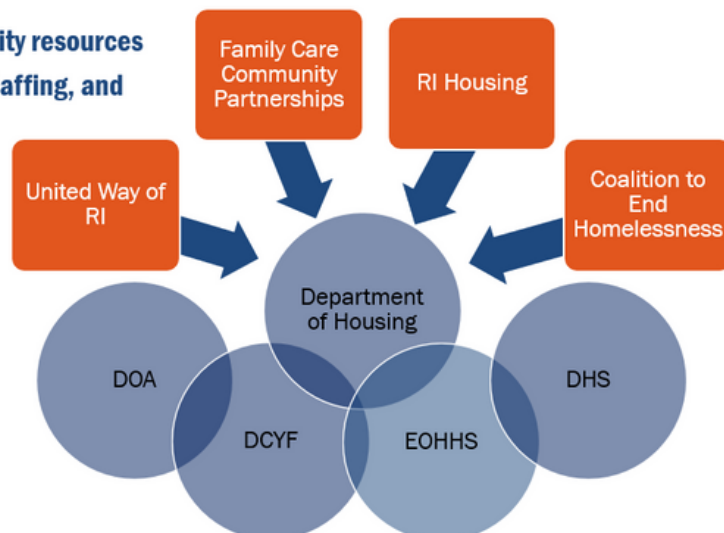 ity resources
affing, and
Family Care
Community
Partnerships
RI Housing
United Way of
RI
Coalition to
End
Homelessness
Department
of Housing
DOA
DCYF
EOHHS
DHS